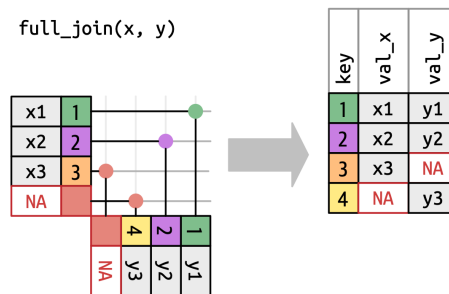 full_join(x, y)
x1 1
x2 2
x3 3
NA
4 2 1
NA y3 y2 y1
key val_x val_y
1 x1 y1
2 x2 y2
3 x3 NA
4 NA y3